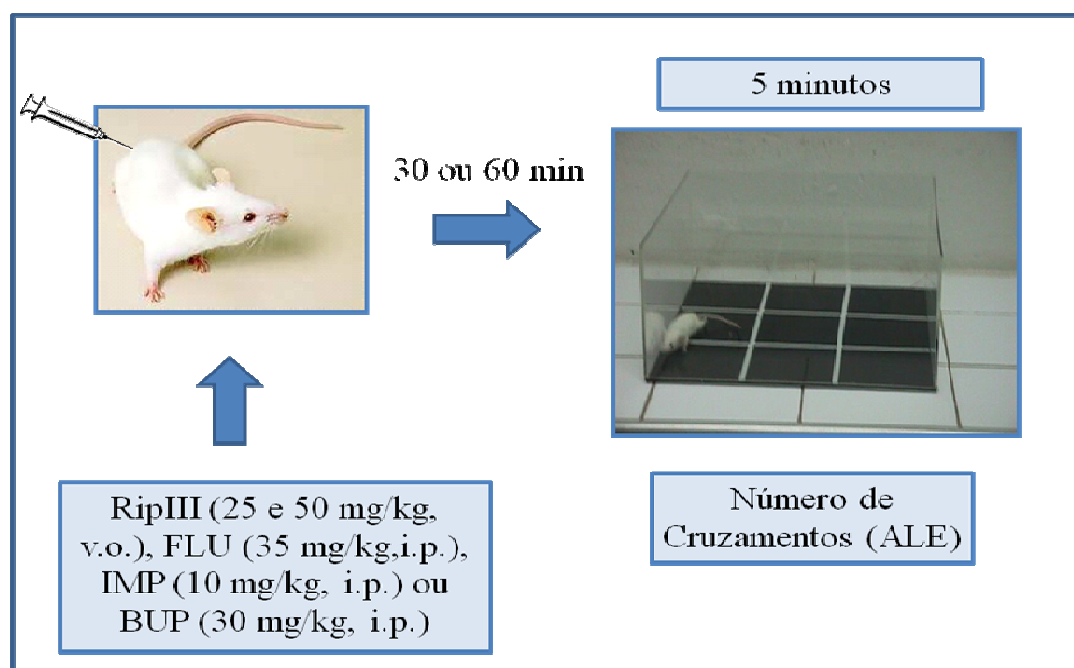 5 minutos
30 ou 60 min
RipIII (25 e 50 mg/kg,
v.o.), FLU (35 mg/kg,i.p.),
IMP (10 mg/kg, i.p.) ou
BUP (30 mg/kg, i.p.)
Número de
Cruzamentos (ALE)